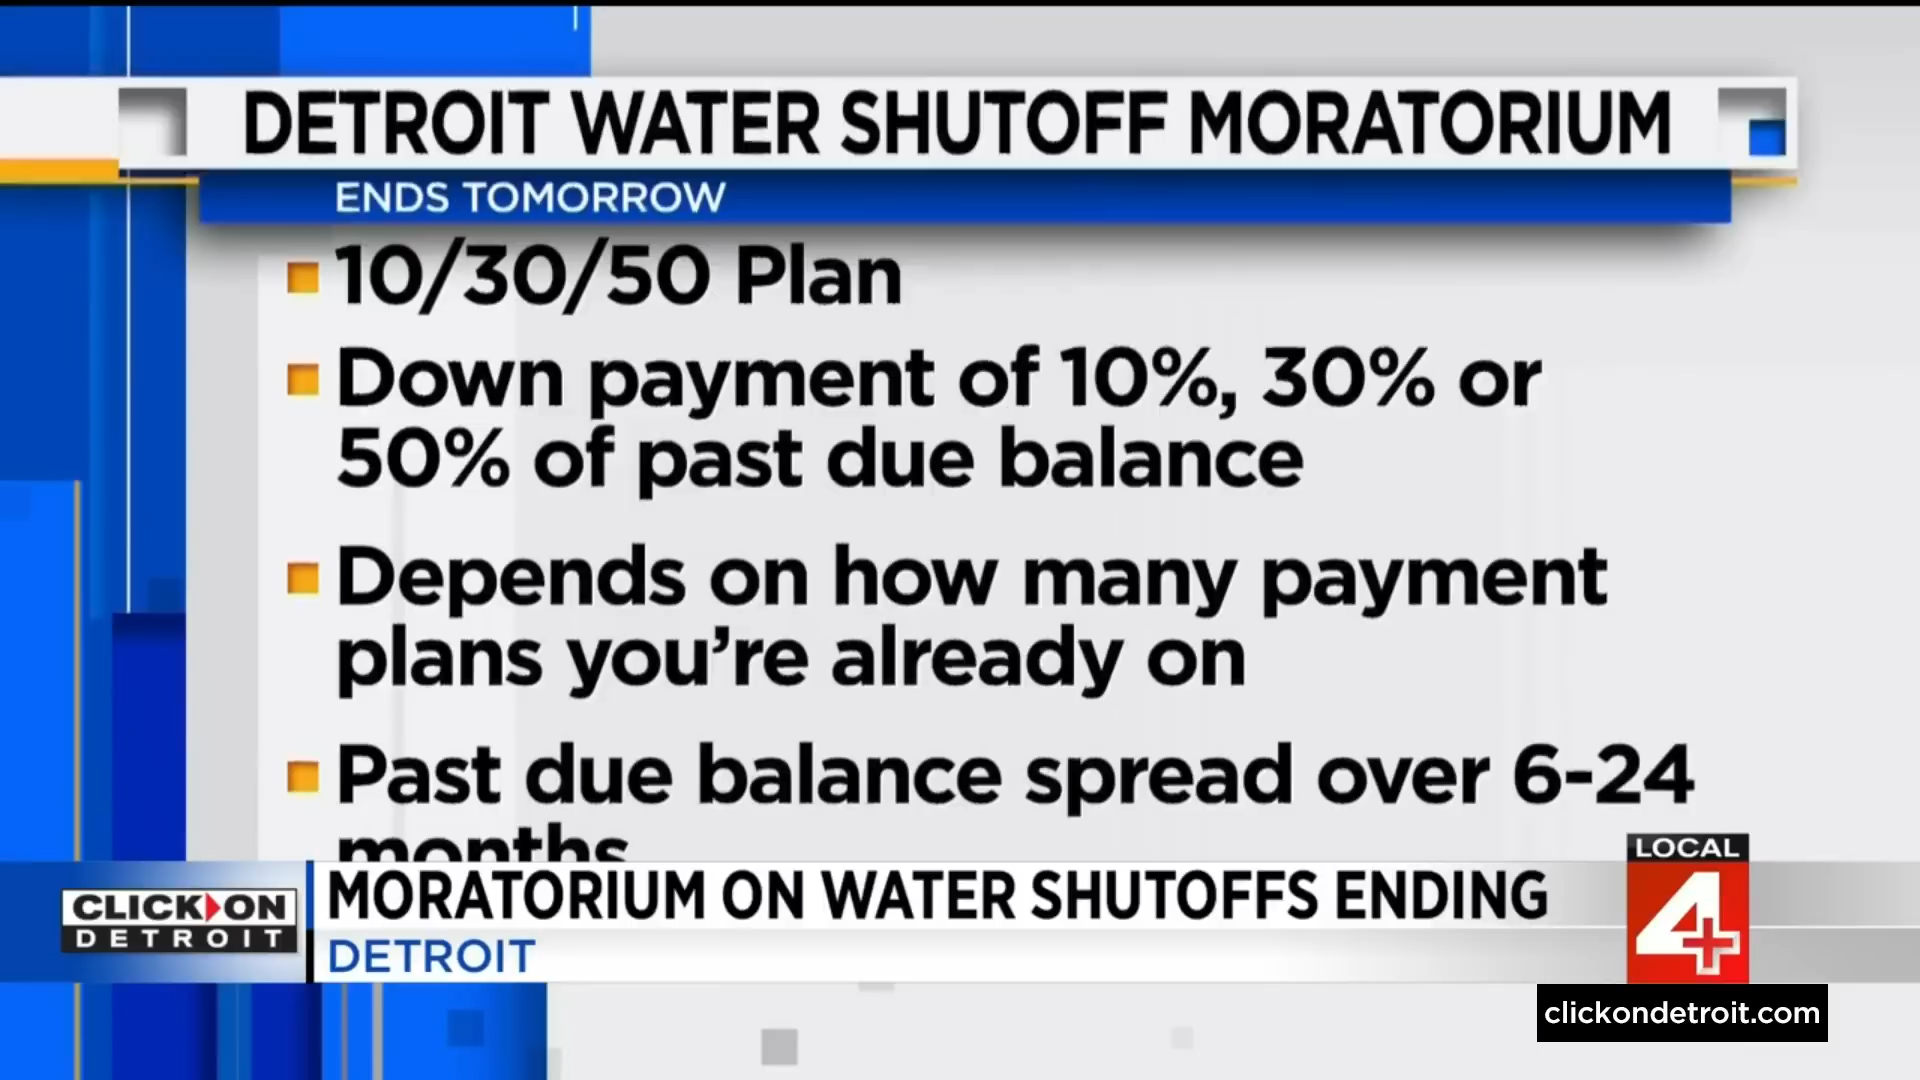 DETROIT WATER SHUTOFF MORATORIUM
ENDS TOMORROW
10/30/50 Plan
Down payment of 10%, 30% or
50% of past due balance
Depends on how many payment
plans you’re already on
Past due balance spread over 6-24
months
CLICK ON
DETROIT
MORATORIUM ON WATER SHUTOFFS ENDING
DETROIT
LOCAL
4+
clickondetroit.com